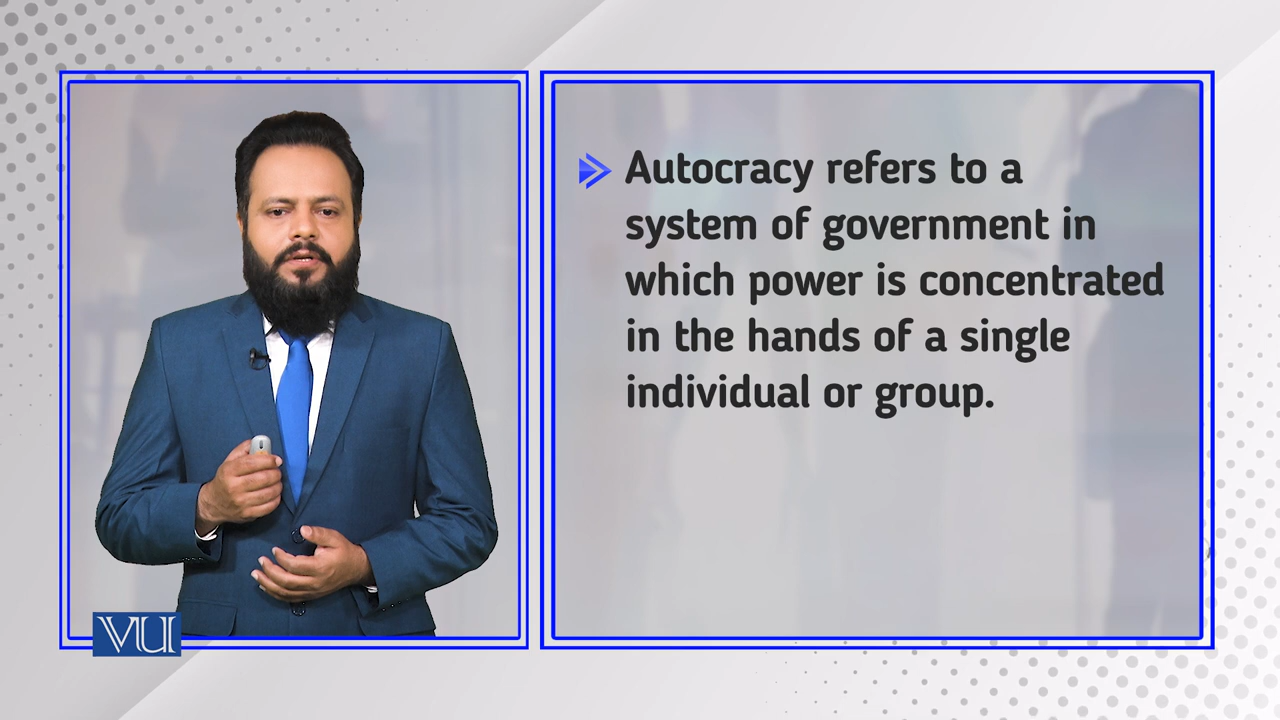 Autocracy refers to a
system of government in
which power is concentrated
in the hands of a single
individual or group.
VU